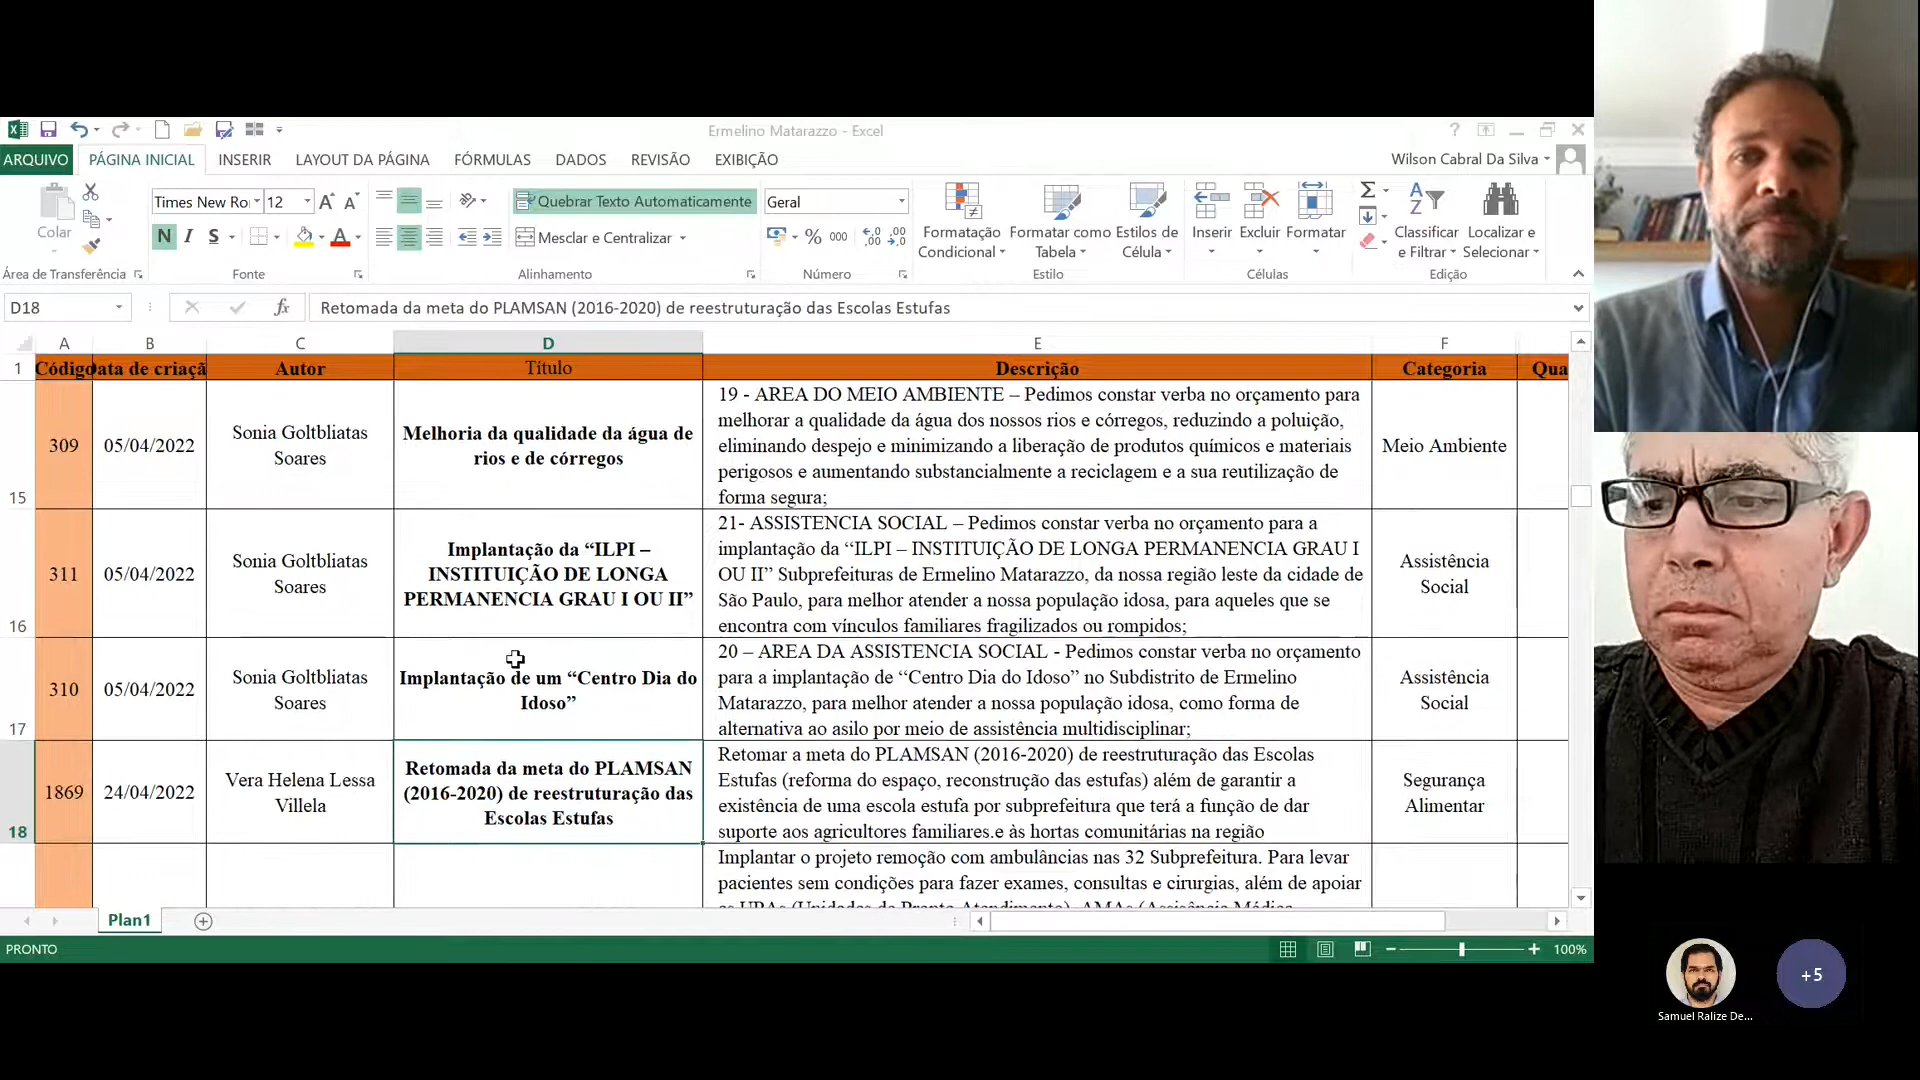 Ermelino Matarazzo - Excel
ARQUIVO PÁGINA INICIAL INSERIR LAYOUT DA PÁGINA FÓRMULAS DADOS REVISÃO EXIBIÇÃO Wilson Cabral Da Silva
Colar
Área de Transferência
Times New Ro 12
N I S
Fonte
Quebrar Texto Automaticamente
Mesclar e Centralizar
Alinhamento
Geral
% 000
Número
Formatação Condicional
Formatar como Tabela
Estilos de Célula
Estilo
Inserir Excluir Formatar
Células
Classificar e Filtrar
Localizar e Selecionar
Edição
D18 fx Retomada da meta do PLAMSAN (2016-2020) de reestruturação das Escolas Estufas
A B C D E F
1 Código ata de criaçã Autor Título Descrição Categoria Qua
15
309
05/04/2022
Sonia Goltbliatas
Soares
Melhoria da qualidade da água de
rios e de córregos
19 - AREA DO MEIO AMBIENTE – Pedimos constar verba no orçamento para
melhorar a qualidade da água dos nossos rios e córregos, reduzindo a poluição,
eliminando despejo e minimizando a liberação de produtos químicos e materiais
perigosos e aumentando substancialmente a reciclagem e a sua reutilização de
forma segura;
Meio Ambiente
16
311
05/04/2022
Sonia Goltbliatas
Soares
Implantação da “ILPI –
INSTITUIÇÃO DE LONGA
PERMANENCIA GRAU I OU II”
21- ASSISTENCIA SOCIAL – Pedimos constar verba no orçamento para a
implantação da “ILPI – INSTITUIÇÃO DE LONGA PERMANENCIA GRAU I
OU II” Subprefeituras de Ermelino Matarazzo, da nossa região leste da cidade de
São Paulo, para melhor atender a nossa população idosa, para aqueles que se
encontra com vínculos familiares fragilizados ou rompidos;
Assistência
Social
17
310
05/04/2022
Sonia Goltbliatas
Soares
Implantação de um “Centro Dia do
Idoso”
20 – AREA DA ASSISTENCIA SOCIAL - Pedimos constar verba no orçamento
para a implantação de “Centro Dia do Idoso” no Subdistrito de Ermelino
Matarazzo, para melhor atender a nossa população idosa, como forma de
alternativa ao asilo por meio de assistência multidisciplinar;
Assistência
Social
18
1869
24/04/2022
Vera Helena Lessa
Villela
Retomada da meta do PLAMSAN
(2016-2020) de reestruturação das
Escolas Estufas
Retomar a meta do PLAMSAN (2016-2020) de reestruturação das Escolas
Estufas (reforma do espaço, reconstrução das estufas) além de garantir a
existência de uma escola estufa por subprefeitura que terá a função de dar
suporte aos agricultores familiares.e às hortas comunitárias na região
Segurança
Alimentar
Implantar o projeto remoção com ambulâncias nas 32 Subprefeitura. Para levar
pacientes sem condições para fazer exames, consultas e cirurgias, além de apoiar
Plan1
PRONTO 100%
+5
Samuel Ralize De...